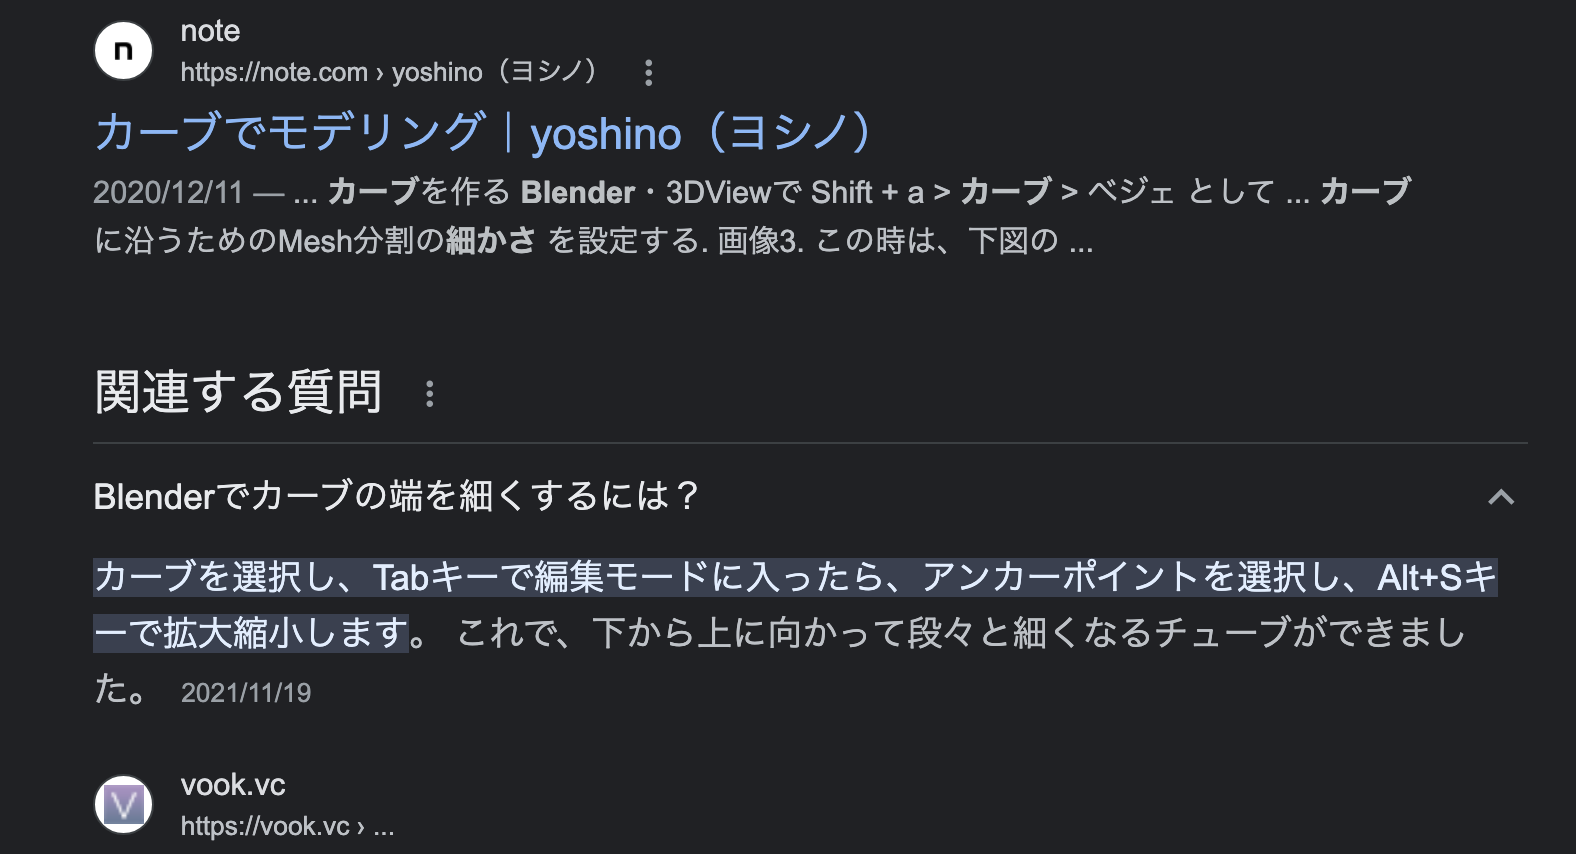 n
note
https://note.com › yoshino（ヨシノ）
カーブでモデリング｜yoshino（ヨシノ）
2020/12/11 — ... カーブを作る Blender・3DViewで Shift + a > カーブ > ベジェ として ... カーブ
に沿うためのMesh分割の細かさ を設定する. 画像3. この時は、下図の ...
関連する質問
Blenderでカーブの端を細くするには？
カーブを選択し、Tabキーで編集モードに入ったら、アンカーポイントを選択し、Alt+Sキ
ーで拡大縮小します。 これで、下から上に向かって段々と細くなるチューブができまし
た。 2021/11/19
V
vook.vc
https://vook.vc › ...